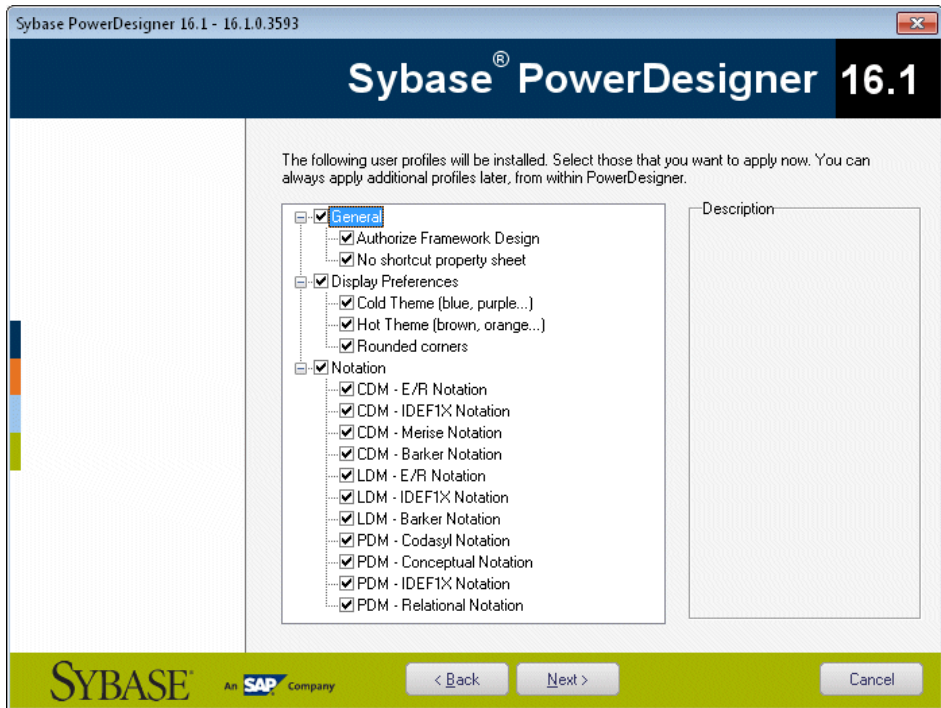 Sybase PowerDesigner 16.1 - 16.1.0.3593
Sybase® PowerDesigner 16.1
The following user profiles will be installed. Select those that you want to apply now. You can
always apply additional profiles later, from within PowerDesigner.
General
Authorize Framework Design
No shortcut property sheet
Display Preferences
Cold Theme (blue, purple...)
Hot Theme (brown, orange...)
Rounded corners
Notation
CDM - E/R Notation
CDM - IDEF1X Notation
CDM - Merise Notation
CDM - Barker Notation
LDM - E/R Notation
LDM - IDEF1X Notation
LDM - Barker Notation
PDM - Codasyl Notation
PDM - Conceptual Notation
PDM - IDEF1X Notation
PDM - Relational Notation
Description
SYBASE An SAP Company
< Back
Next >
Cancel